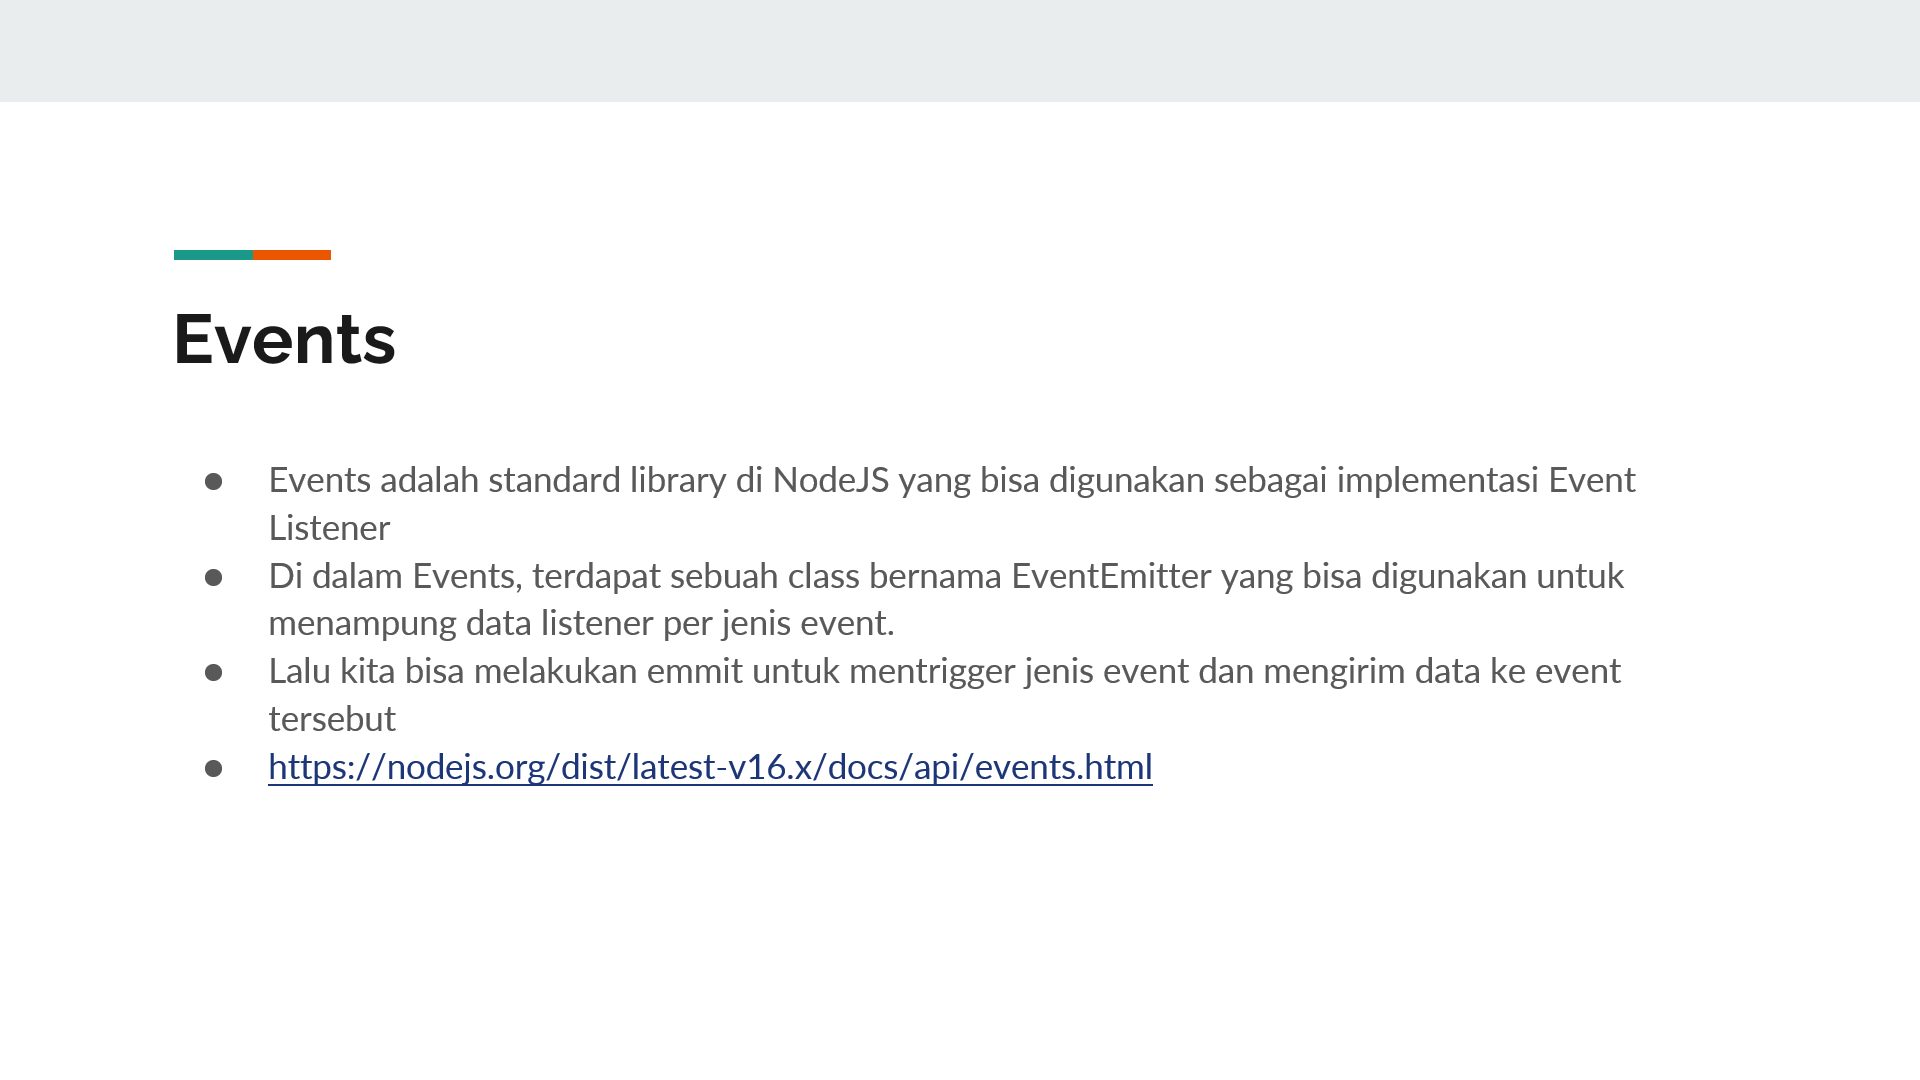 Events
● Events adalah standard library di NodeJS yang bisa digunakan sebagai implementasi Event
Listener
● Di dalam Events, terdapat sebuah class bernama EventEmitter yang bisa digunakan untuk
menampung data listener per jenis event.
● Lalu kita bisa melakukan emmit untuk mentrigger jenis event dan mengirim data ke event
tersebut
● https://nodejs.org/dist/latest-v16.x/docs/api/events.html